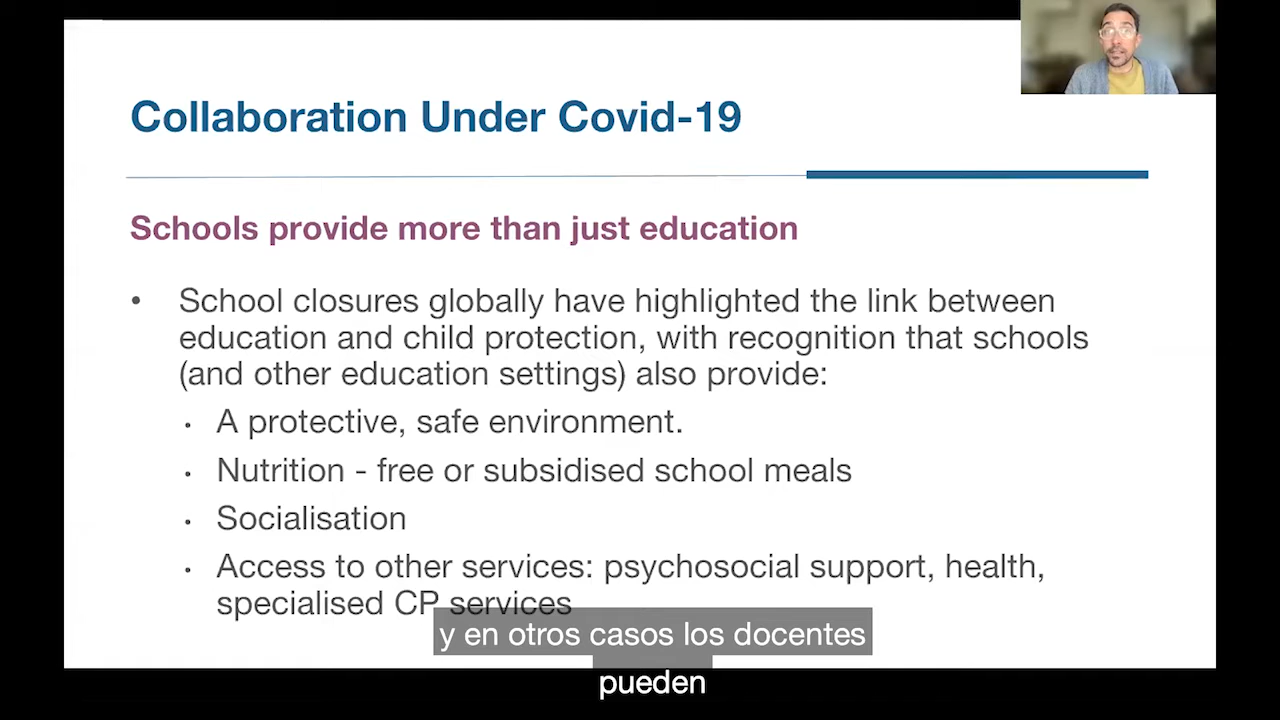 Collaboration Under Covid-19
Schools provide more than just education
• School closures globally have highlighted the link between
education and child protection, with recognition that schools
(and other education settings) also provide:
• A protective, safe environment.
• Nutrition - free or subsidised school meals
• Socialisation
• Access to other services: psychosocial support, health,
specialised CP services
y en otros casos los docentes
pueden